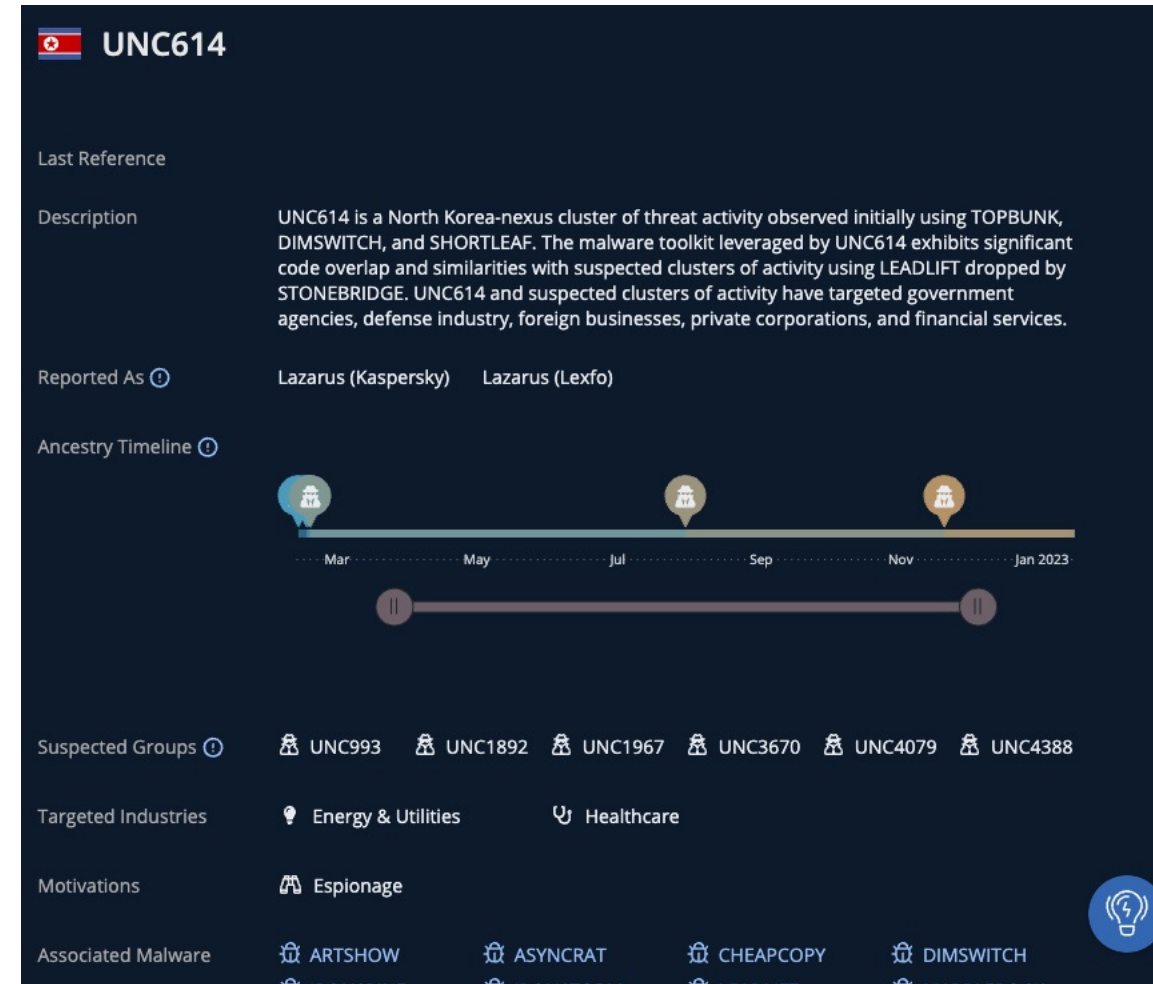 UNC614
Last Reference
Description
UNC614 is a North Korea-nexus cluster of threat activity observed initially using TOPBUNK,
DIMSWITCH, and SHORTLEAF. The malware toolkit leveraged by UNC614 exhibits significant
code overlap and similarities with suspected clusters of activity using LEADLIFT dropped by
STONEBRIDGE. UNC614 and suspected clusters of activity have targeted government
agencies, defense industry, foreign businesses, private corporations, and financial services.
Reported As
Lazarus (Kaspersky) Lazarus (Lexfo)
Ancestry Timeline
Mar May Jul Sep Nov Jan 2023
Suspected Groups
UNC993 UNC1892 UNC1967 UNC3670 UNC4079 UNC4388
Targeted Industries
Energy & Utilities Healthcare
Motivations
Espionage
Associated Malware
ARTSHOW ASYNCRAT CHEAPCOPY DIMSWITCH